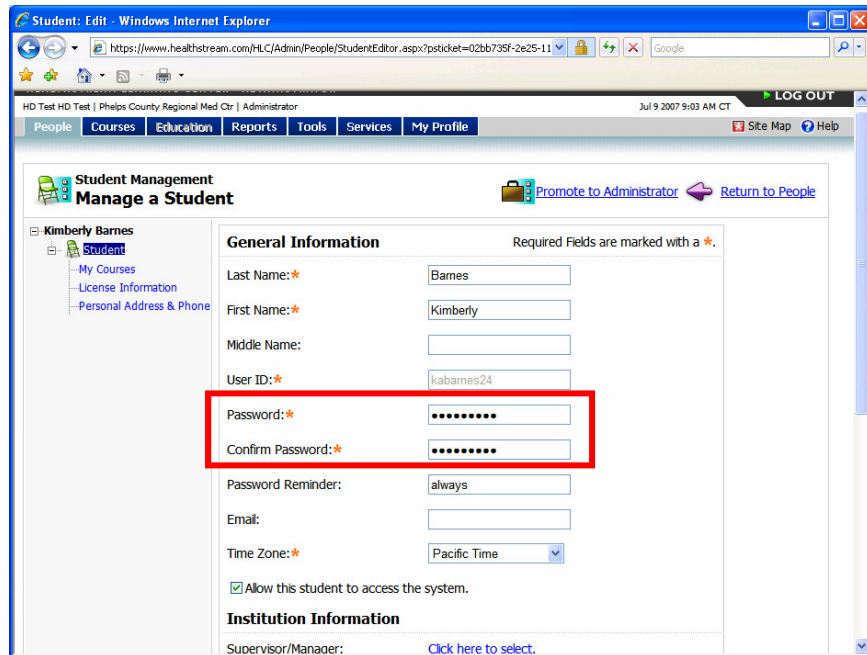 Student: Edit - Windows Internet Explorer
https://www.healthstream.com/HLC/Admin/People/StudentEditor.aspx?psticket=02bb735f-2e25-11
Google
LOG OUT
HD Test HD Test | Phelps County Regional Med Ctr | Administrator
Jul 9 2007 9:03 AM CT
People Courses Education Reports Tools Services My Profile Site Map Help
Student Management
Manage a Student
Promote to Administrator Return to People
Kimberly Barnes
Student
My Courses
License Information
Personal Address & Phone
General Information Required Fields are marked with a *.
Last Name:* Barnes
First Name:* Kimberly
Middle Name:
User ID:* kabarnes24
Password:* •••••••••
Confirm Password:* •••••••••
Password Reminder: always
Email:
Time Zone:* Pacific Time
Allow this student to access the system.
Institution Information
Supervisor/Manager: Click here to select.